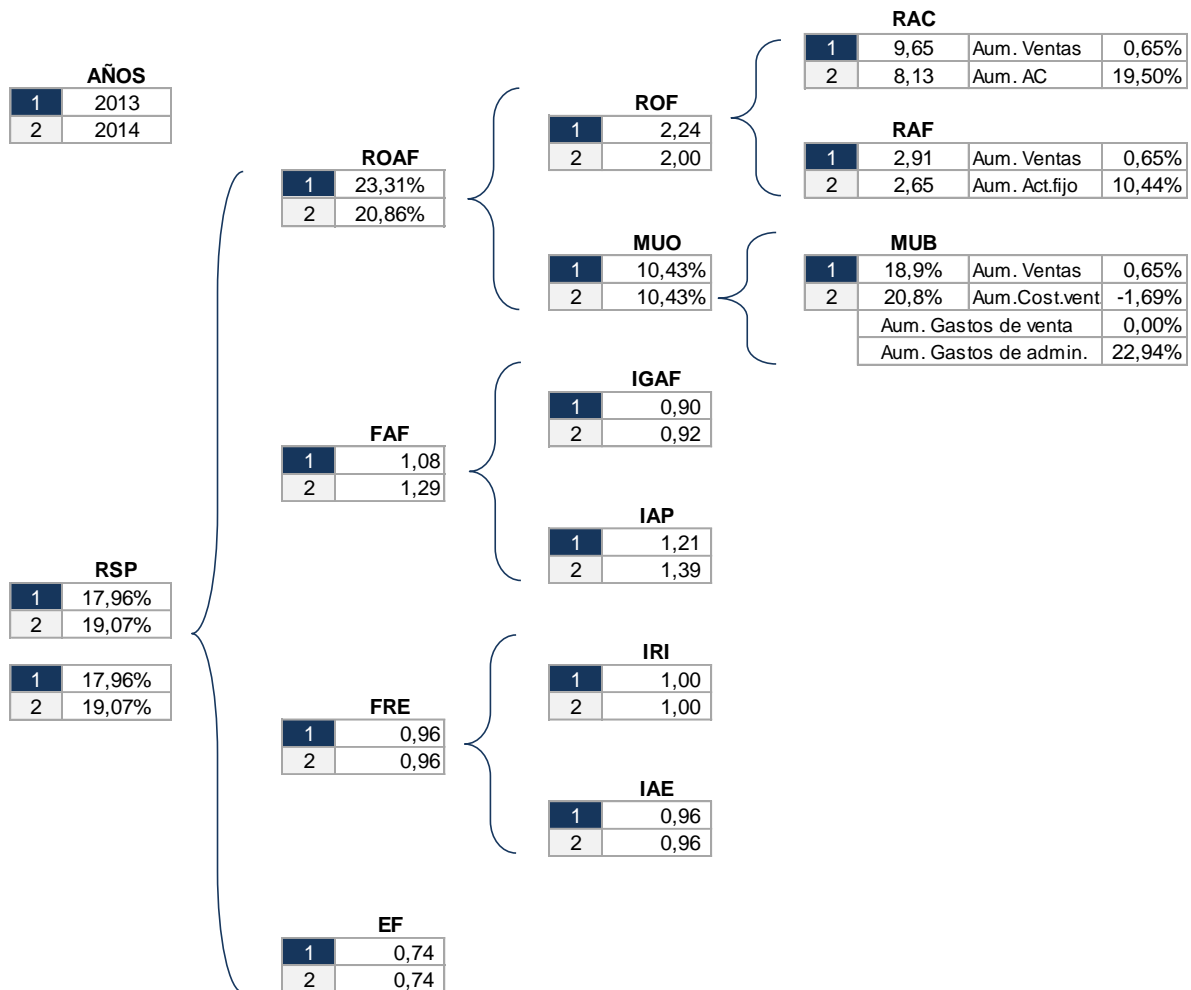 AÑOS
1 2013
2 2014
RSP
1 17,96%
2 19,07%
1 17,96%
2 19,07%
ROAF
1 23,31%
2 20,86%
FAF
1 1,08
2 1,29
FRE
1 0,96
2 0,96
EF
1 0,74
2 0,74
ROF
1 2,24
2 2,00
MUO
1 10,43%
2 10,43%
IGAF
1 0,90
2 0,92
IAP
1 1,21
2 1,39
IRI
1 1,00
2 1,00
IAE
1 0,96
2 0,96
RAC
1 9,65 Aum. Ventas 0,65%
2 8,13 Aum. AC 19,50%
RAF
1 2,91 Aum. Ventas 0,65%
2 2,65 Aum. Act.fijo 10,44%
MUB
1 18,9% Aum. Ventas 0,65%
2 20,8% Aum.Cost.vent. -1,69%
Aum. Gastos de venta 0,00%
Aum. Gastos de admin. 22,94%